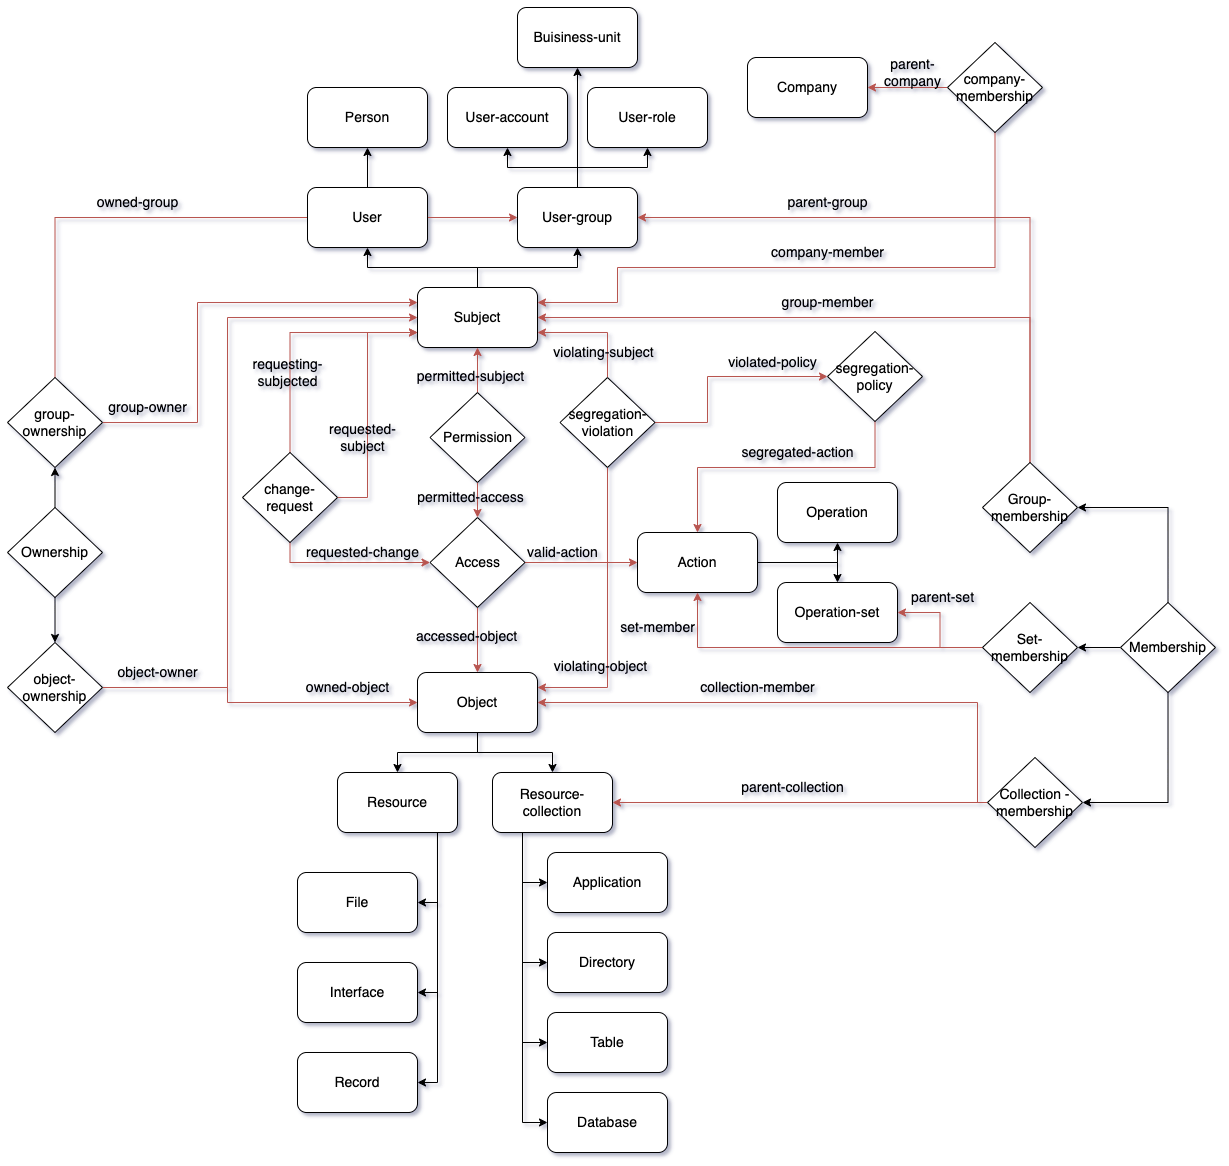 Buisiness-unit
parent-
company
company-
membership
Company
Person
User-account
User-role
owned-group
User
User-group
parent-group
company-member
group-member
Subject
requesting-
subjected
permitted-subject
violating-subject
violated-policy
segregation-
policy
group-
ownership
group-owner
requested-
subject
Permission
segregation-
violation
segregated-action
change-
request
permitted-access
Operation
Group-
membership
Ownership
requested-change
Access
valid-action
Action
Operation-set
parent-set
accessed-object
set-member
Set-
membership
Membership
object-
ownership
object-owner
violating-object
owned-object
Object
collection-member
Resource
Resource-
collection
parent-collection
Collection -
membership
Application
File
Directory
Interface
Table
Record
Database